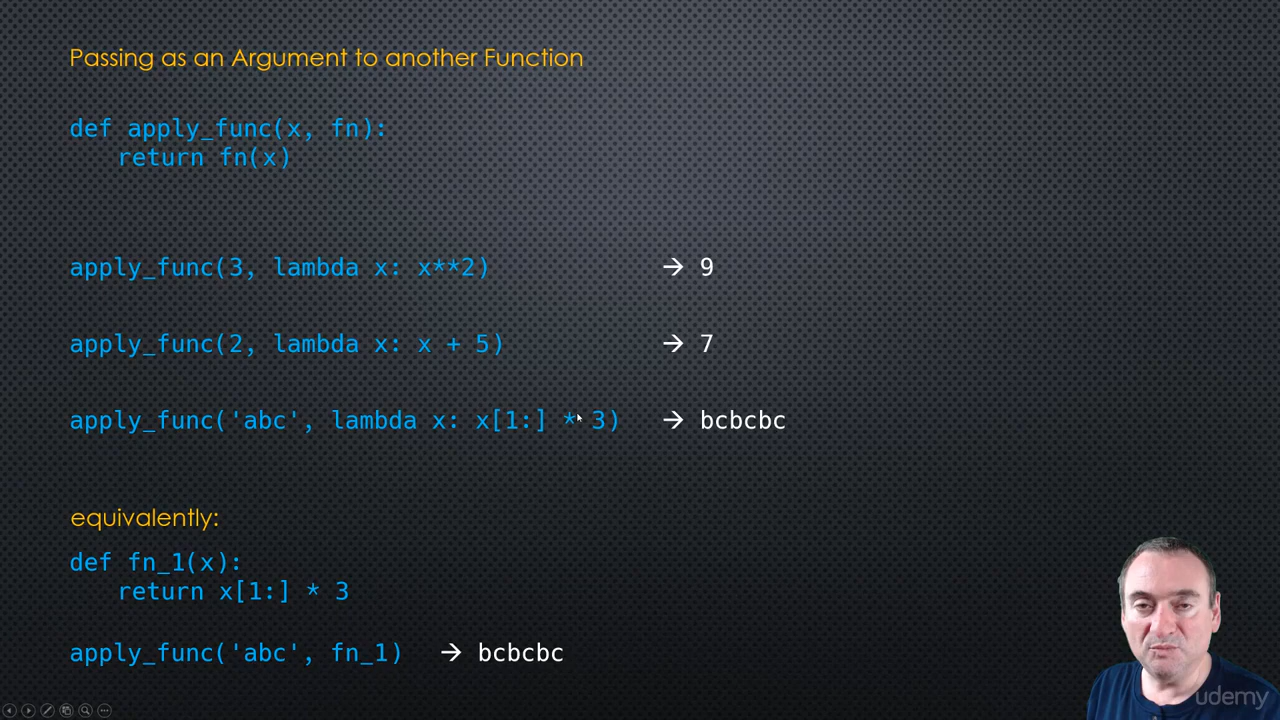 Passing as an Argument to another Function
def apply_func(x, fn):
return fn(x)
apply_func(3, lambda x: x**2) → 9
apply_func(2, lambda x: x + 5) → 7
apply_func('abc', lambda x: x[1:] * 3) → bcbcbc
equivalently:
def fn_1(x):
return x[1:] * 3
apply_func('abc', fn_1) → bcbcbc
udemy